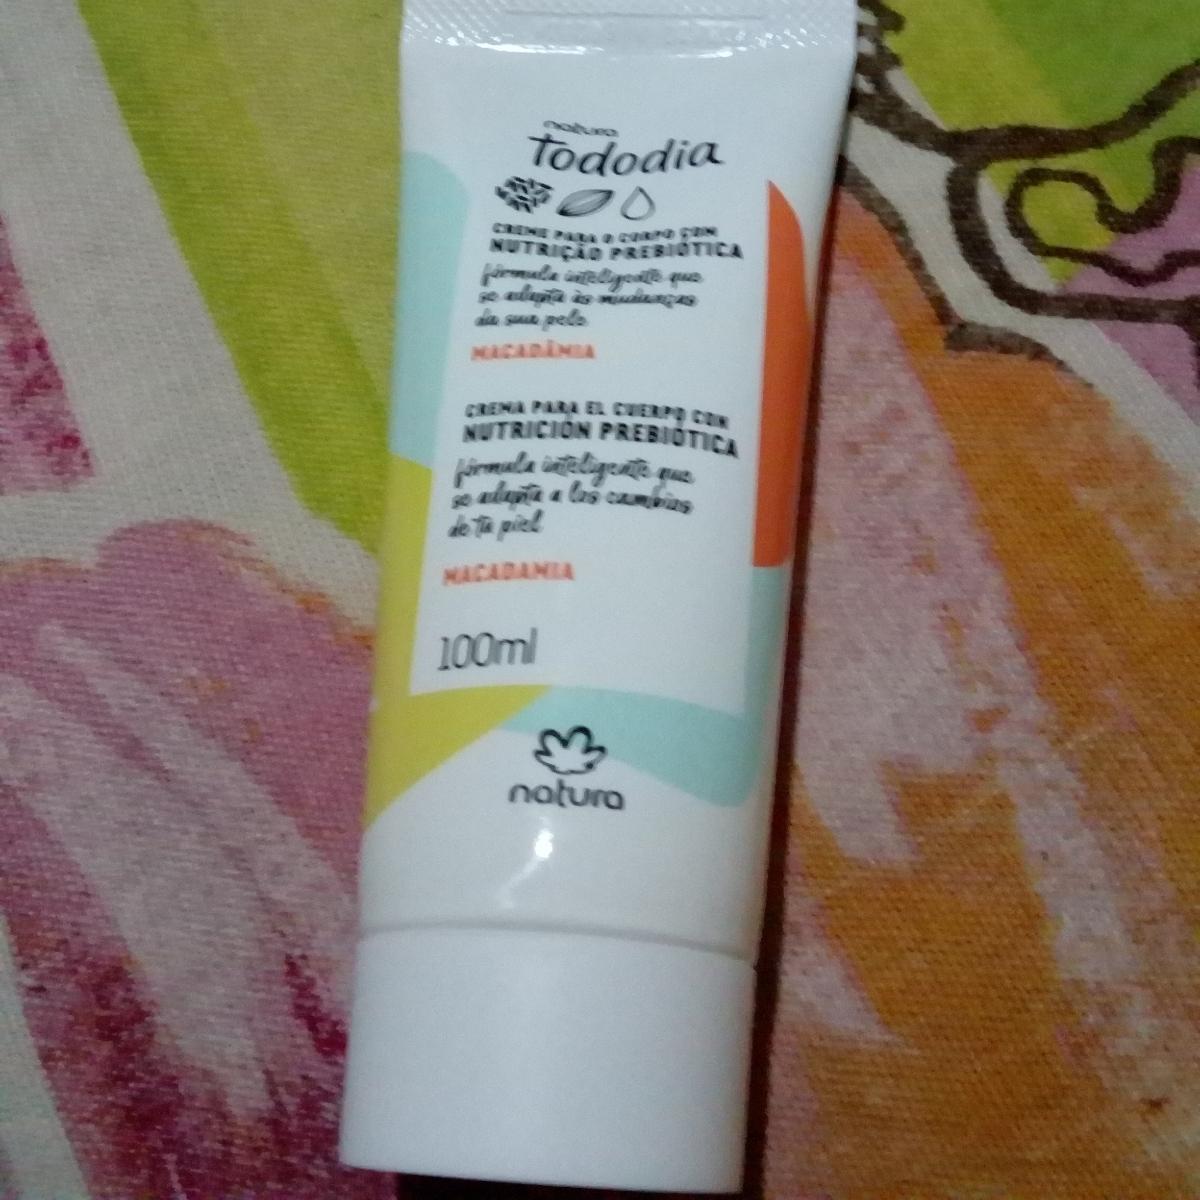 natura
tododia
CREME PARA O CORPO COM
NUTRIÇÃO PREBIÓTICA
fórmula inteligente que
se adapta às mudanças
da sua pele
MACADÂMIA
CREMA PARA EL CUERPO CON
NUTRICIÓN PREBIÓTICA
fórmula inteligente que
se adapta a los cambios
de tu piel
MACADAMIA
100ml
natura